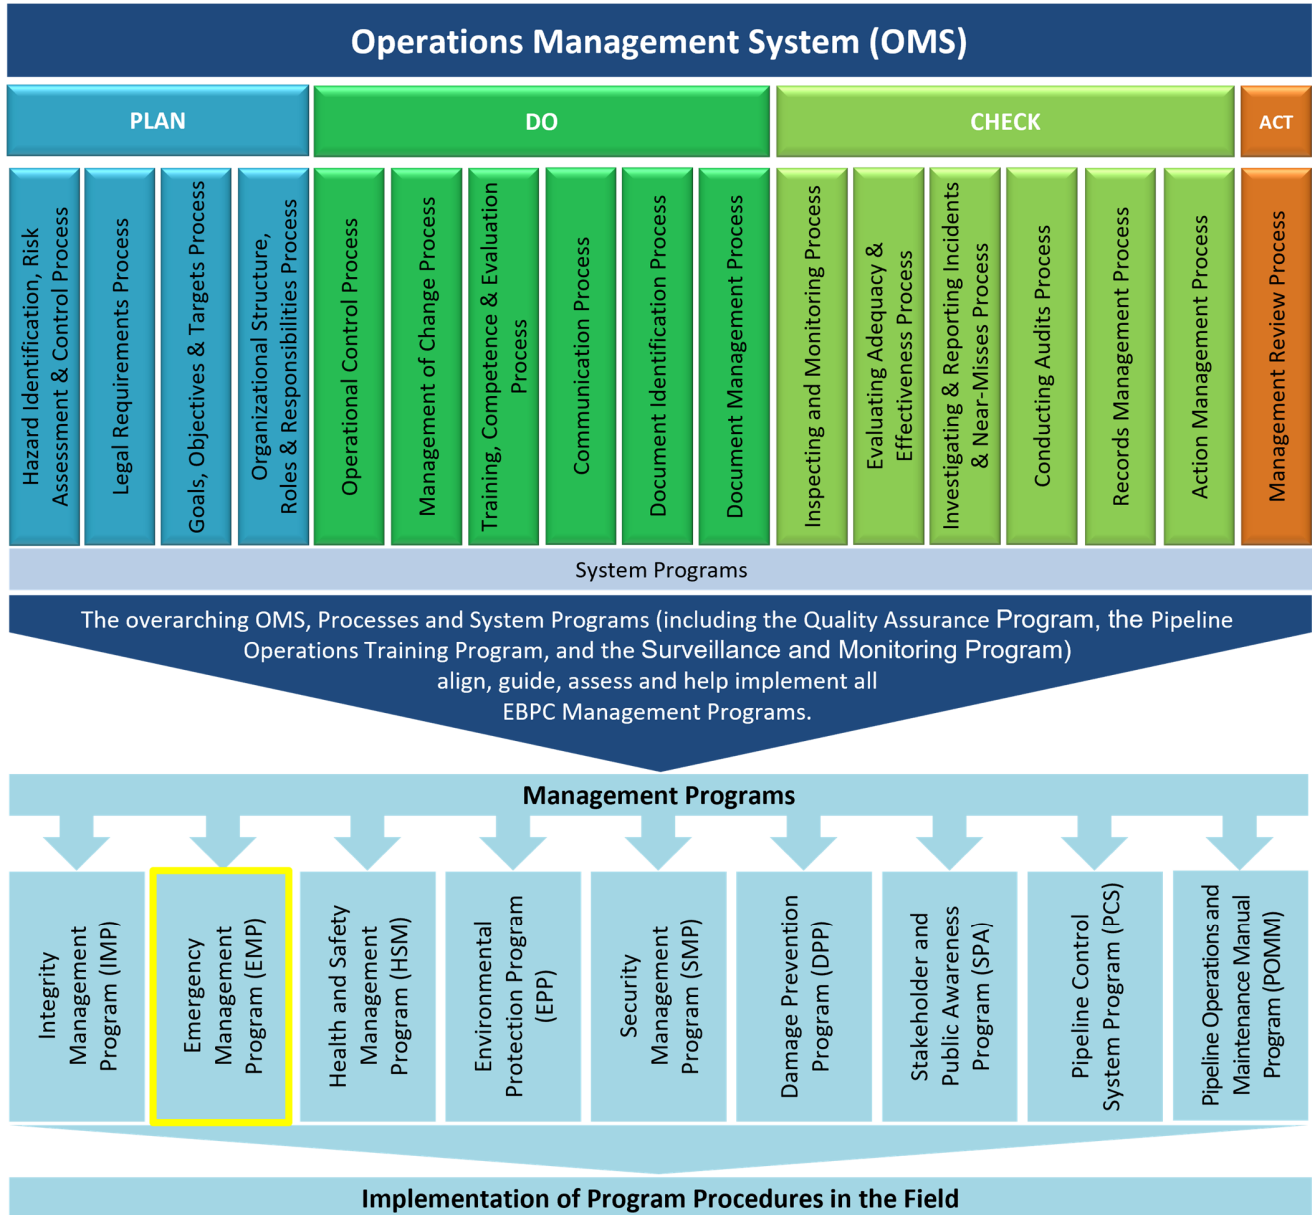 Operations Management System (OMS)
PLAN
DO
CHECK
ACT
Hazard Identification, Risk
Assessment & Control Process
Legal Requirements Process
Goals, Objectives & Targets Process
Organizational Structure,
Roles & Responsibilities Process
Operational Control Process
Management of Change Process
Training, Competence & Evaluation
Process
Communication Process
Document Identification Process
Document Management Process
Inspecting and Monitoring Process
Evaluating Adequacy &
Effectiveness Process
Investigating & Reporting Incidents
& Near-Misses Process
Conducting Audits Process
Records Management Process
Action Management Process
Management Review Process
System Programs
The overarching OMS, Processes and System Programs (including the Quality Assurance Program, the Pipeline
Operations Training Program, and the Surveillance and Monitoring Program)
align, guide, assess and help implement all
EBPC Management Programs.
Management Programs
Integrity
Management
Program (IMP)
Emergency
Management
Program (EMP)
Health and Safety
Management
Program (HSM)
Environmental
Protection Program
(EPP)
Security
Management
Program (SMP)
Damage Prevention
Program (DPP)
Stakeholder and
Public Awareness
Program (SPA)
Pipeline Control
System Program (PCS)
Pipeline Operations and
Maintenance Manual
Program (POMM)
Implementation of Program Procedures in the Field